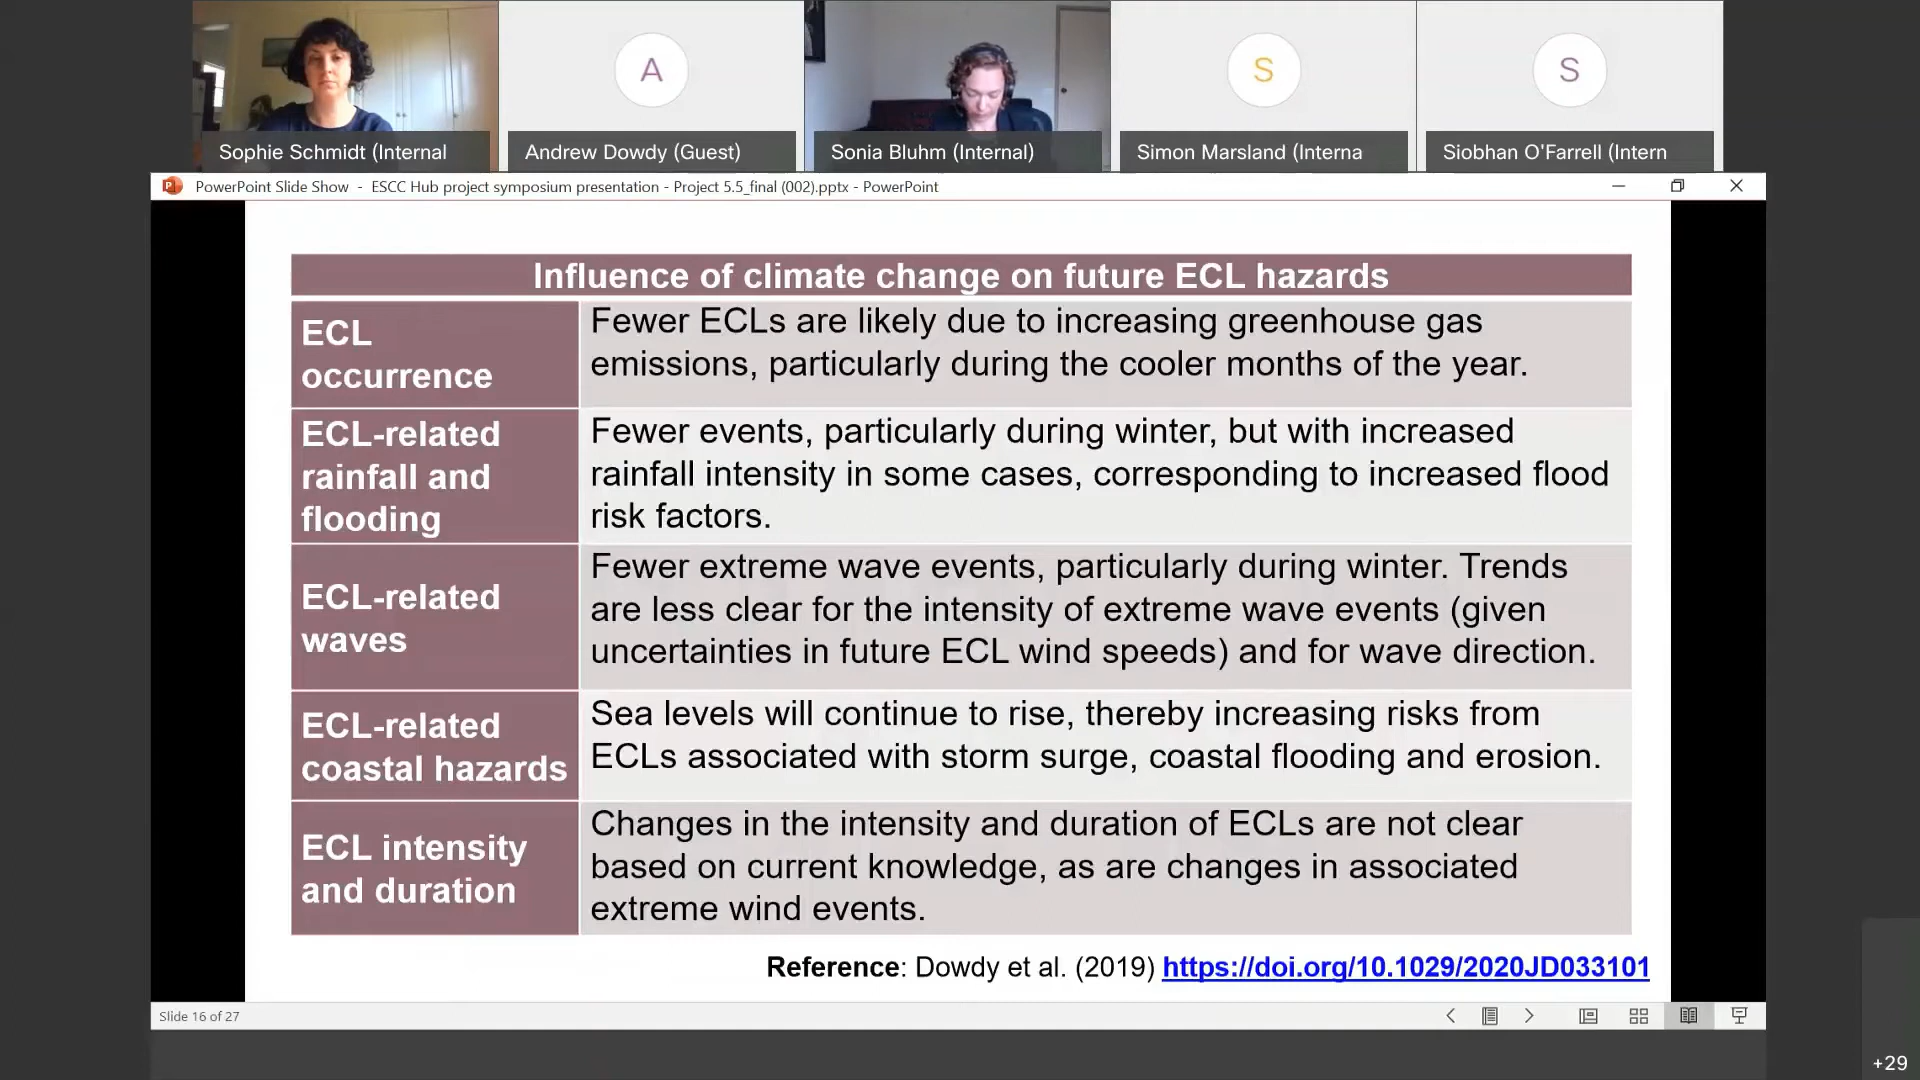 A
S
S
Sophie Schmidt (Internal
Andrew Dowdy (Guest)
Sonia Bluhm (Internal)
Simon Marsland (Interna
Siobhan O'Farrell (Intern
PowerPoint Slide Show - ESCC Hub project symposium presentation - Project 5.5_final (002).pptx - PowerPoint
Influence of climate change on future ECL hazards
ECL
occurrence
Fewer ECLs are likely due to increasing greenhouse gas
emissions, particularly during the cooler months of the year.
ECL-related
rainfall and
flooding
Fewer events, particularly during winter, but with increased
rainfall intensity in some cases, corresponding to increased flood
risk factors.
ECL-related
waves
Fewer extreme wave events, particularly during winter. Trends
are less clear for the intensity of extreme wave events (given
uncertainties in future ECL wind speeds) and for wave direction.
ECL-related
coastal hazards
Sea levels will continue to rise, thereby increasing risks from
ECLs associated with storm surge, coastal flooding and erosion.
ECL intensity
and duration
Changes in the intensity and duration of ECLs are not clear
based on current knowledge, as are changes in associated
extreme wind events.
Reference: Dowdy et al. (2019) https://doi.org/10.1029/2020JD033101
Slide 16 of 27
+29